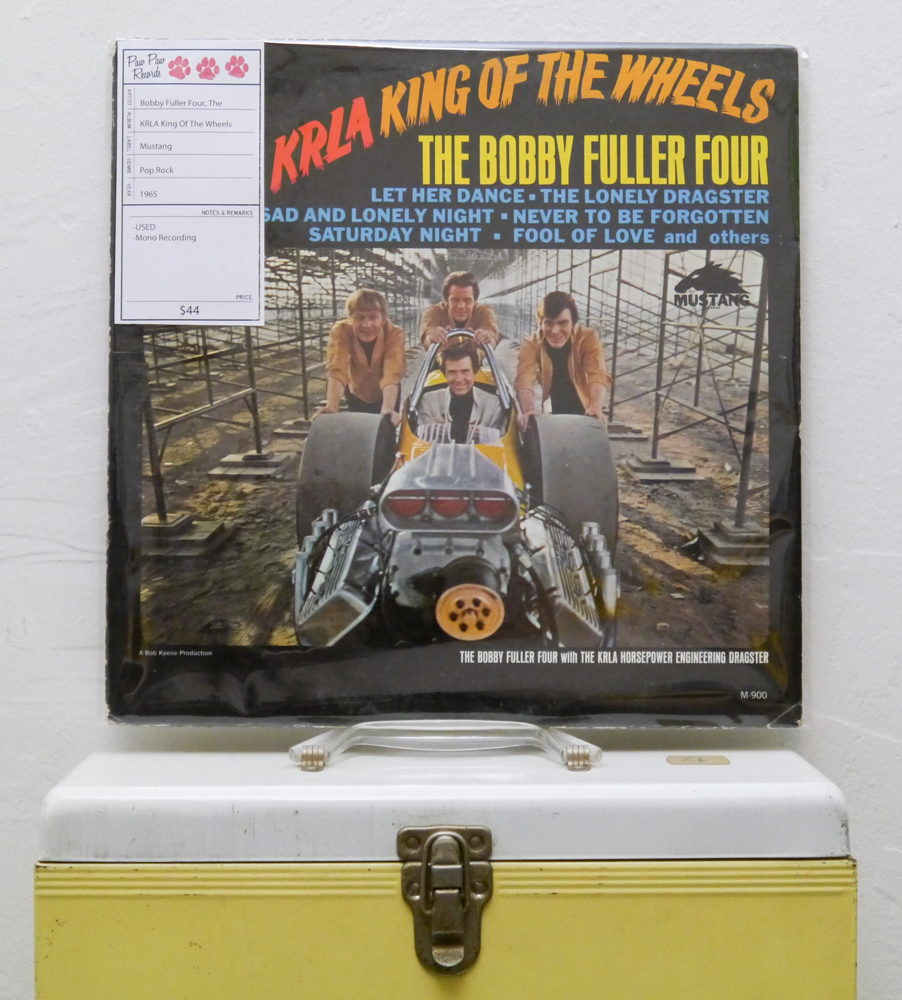 Paw Paw
Records
ARTIST
Bobby Fuller Four, The
ALBUM
KRLA King Of The Wheels
LABEL
Mustang
GENRE
Pop Rock
YEAR
1965
NOTES & REMARKS
-USED
-Mono Recording
PRICE
$44
KRLA KING OF THE WHEELS
THE BOBBY FULLER FOUR
LET HER DANCE ▪ THE LONELY DRAGSTER
SAD AND LONELY NIGHT ▪ NEVER TO BE FORGOTTEN
SATURDAY NIGHT ▪ FOOL OF LOVE and others
MUSTANG
A Bob Keene Production
THE BOBBY FULLER FOUR with THE KRLA HORSEPOWER ENGINEERING DRAGSTER
M-900